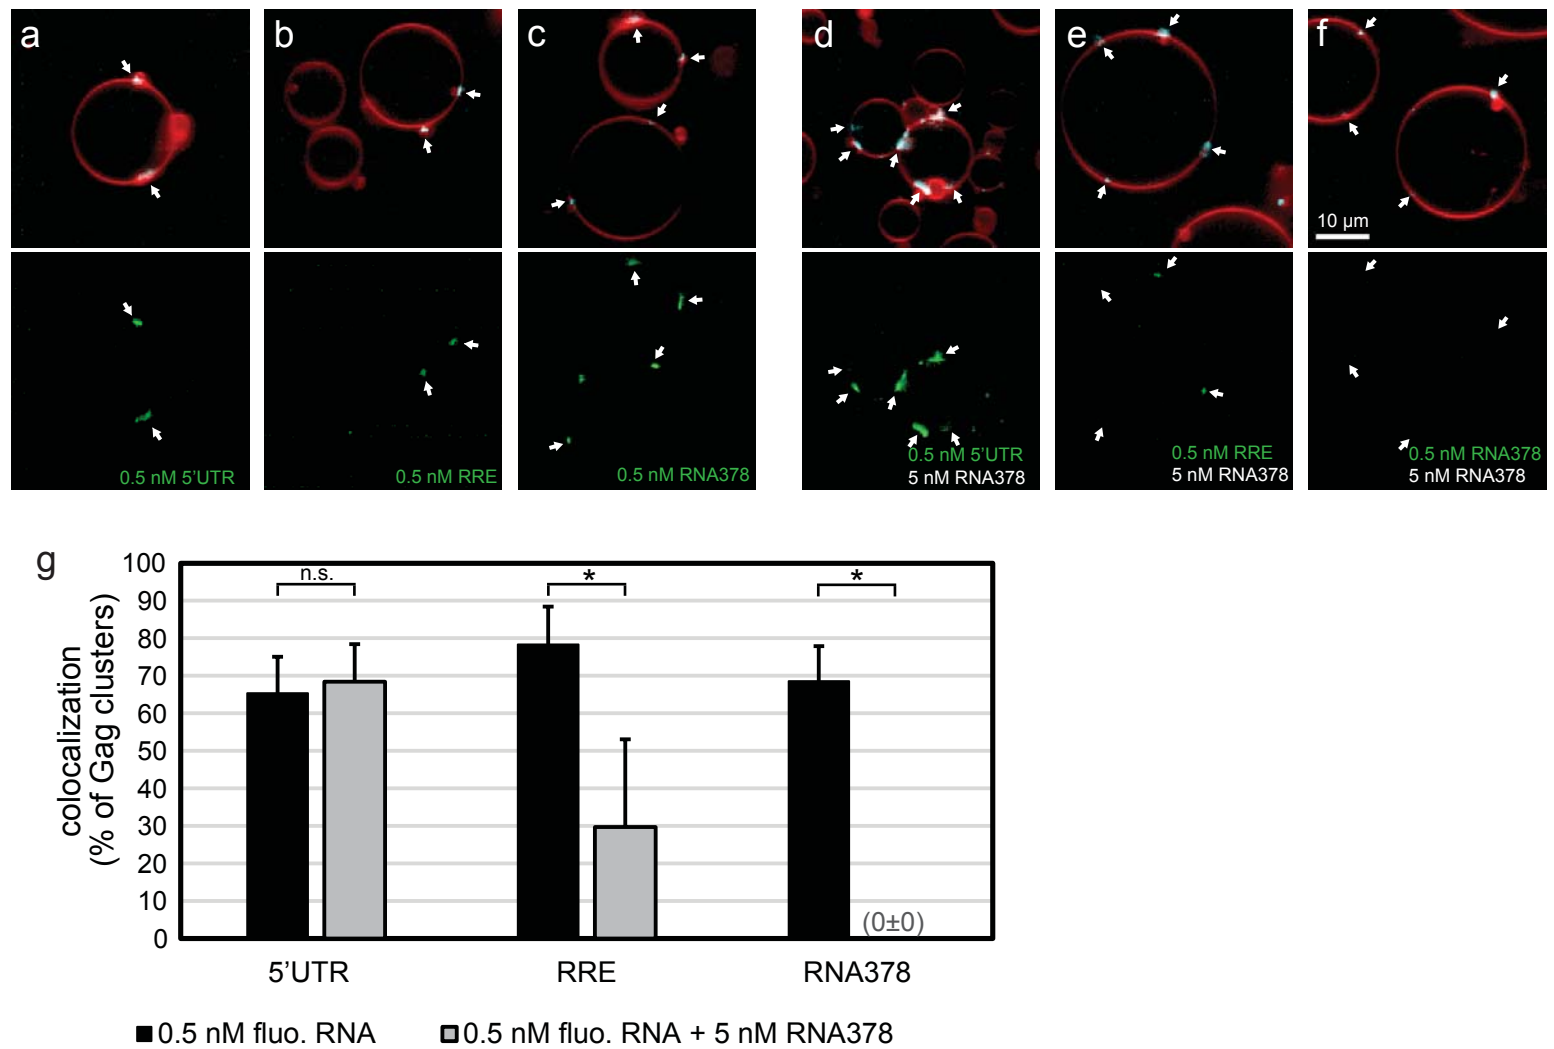 a
b
c
d
e
f
10 µm
0.5 nM 5'UTR
0.5 nM RRE
0.5 nM RNA378
0.5 nM 5'UTR
5 nM RNA378
0.5 nM RRE
5 nM RNA378
0.5 nM RNA378
5 nM RNA378
g
colocalization
(% of Gag clusters)
100
90
80
70
60
50
40
30
20
10
0
n.s.
*
*
(0±0)
5'UTR
RRE
RNA378
0.5 nM fluo. RNA
0.5 nM fluo. RNA + 5 nM RNA378